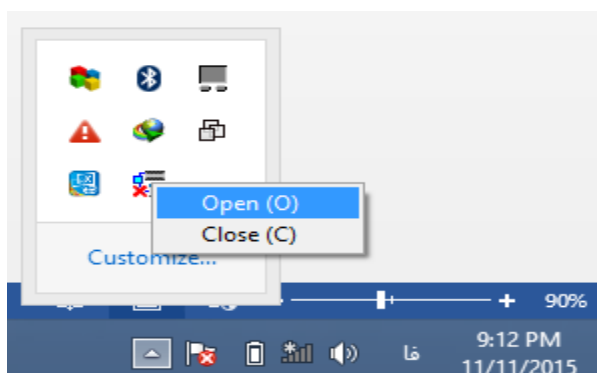 Open (O)
Close (C)
Customize...
90%
فا
9:12 PM
11/11/2015